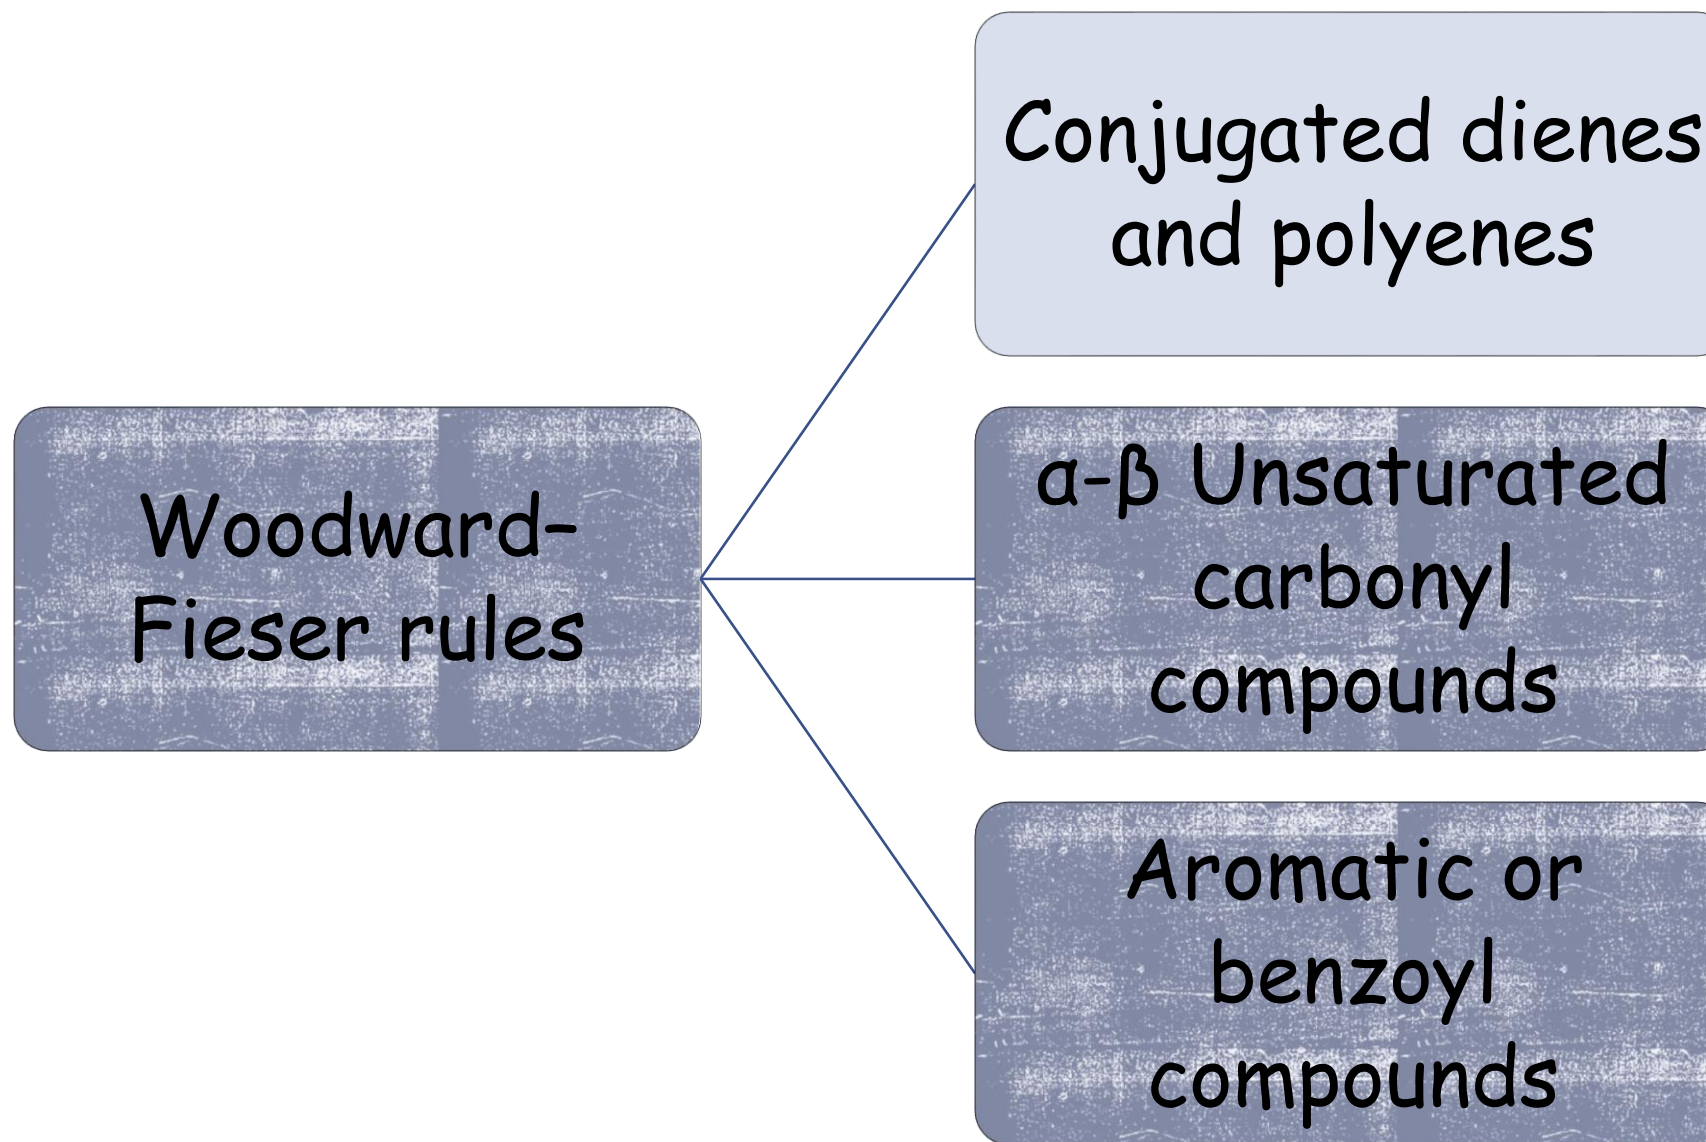 Conjugated dienes
and polyenes
Woodward–
Fieser rules
α-β Unsaturated
carbonyl
compounds
Aromatic or
benzoyl
compounds